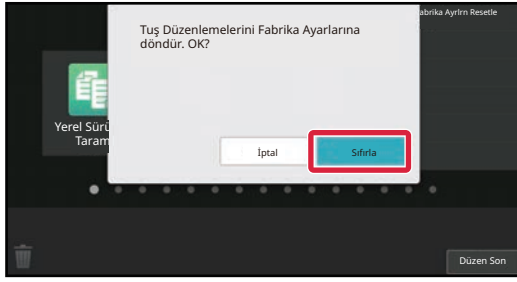 abrika Ayrlrn Resetle
Tuş Düzenlemelerini Fabrika Ayarlarına
döndür. OK?
Yerel Sürü
Taram
İptal
Sıfırla
Düzen Son